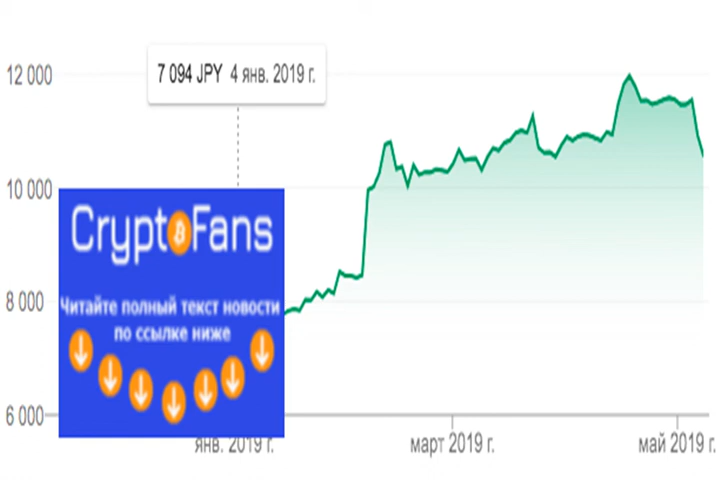 12 000
7 094 JPY 4 янв. 2019 г.
10 000
CryptoFans
8 000
Читайте полный текст новости
по ссылке ниже
6 000
янв. 2019 г.
март 2019 г.
май 2019 г.